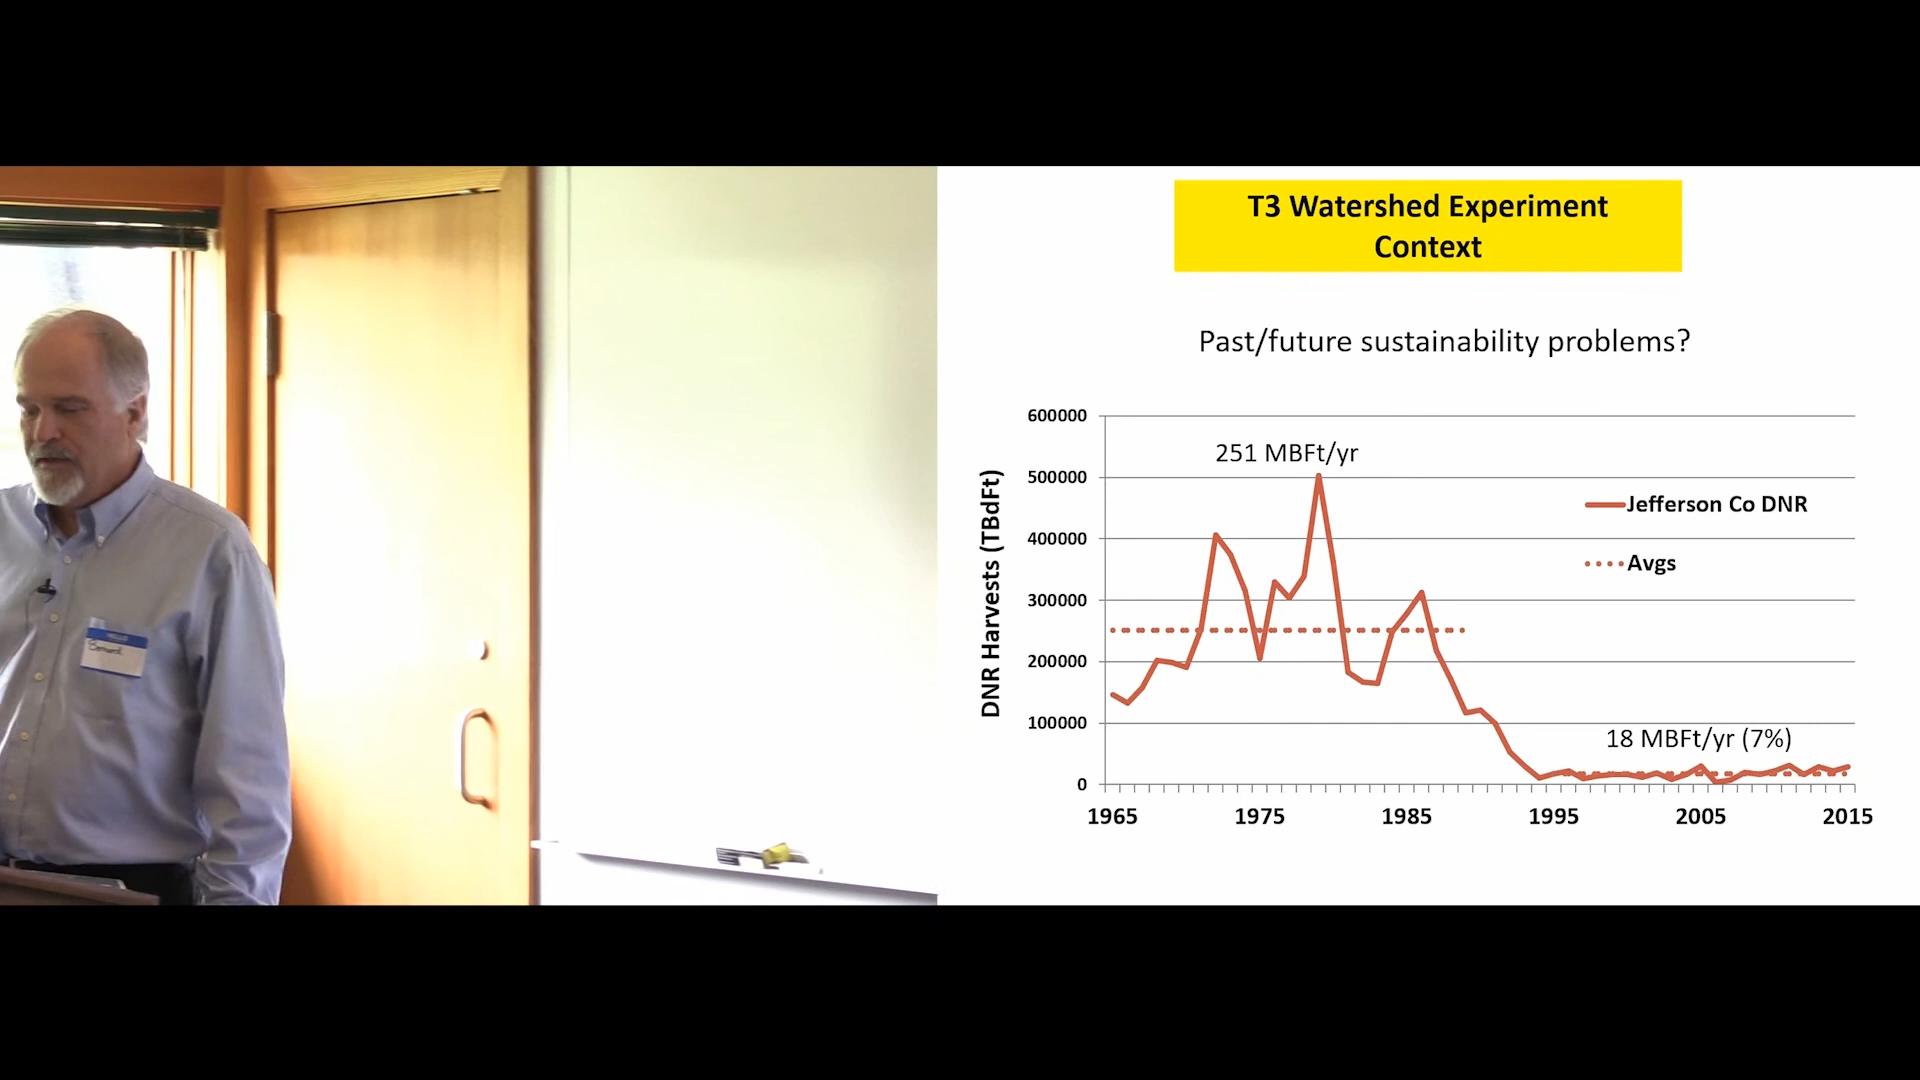 HELLO
T3 Watershed Experiment
Context
Past/future sustainability problems?
DNR Harvests (TBdFt)
600000
500000
400000
300000
200000
100000
0
251 MBFt/yr
Jefferson Co DNR
Avgs
18 MBFt/yr (7%)
1965 1975 1985 1995 2005 2015